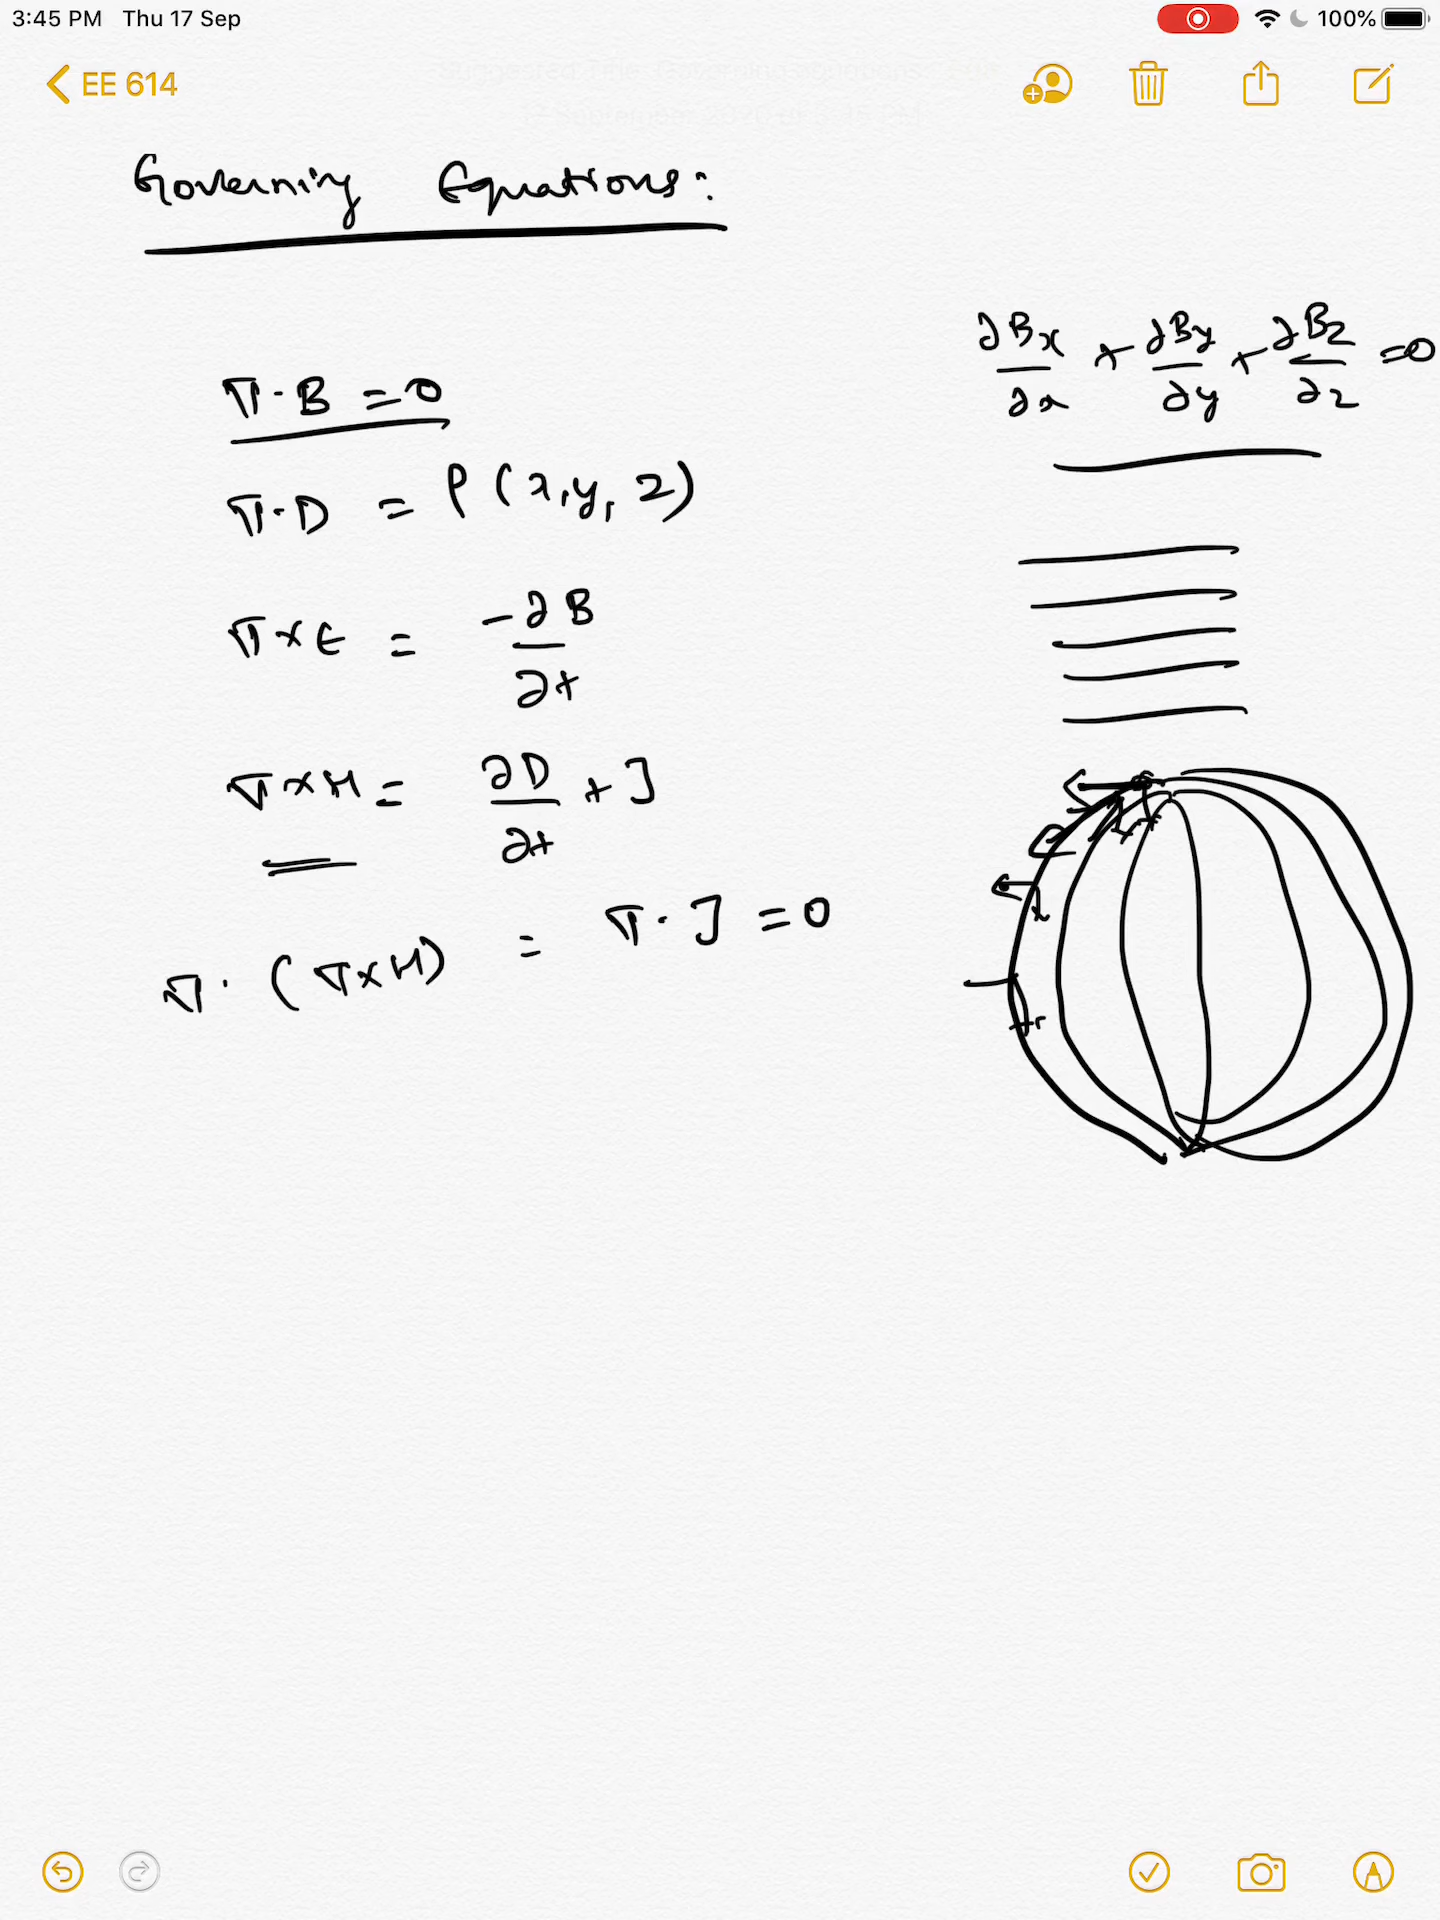 3:45 PM Thu 17 Sep 100%
EE 614
Governing Equations:
∇·B = 0
∂Bx/∂x + ∂By/∂y + ∂Bz/∂z = 0
∇·D = ρ(x,y,z)
∇×E = -∂B/∂t
∇×H = ∂D/∂t + J
∇·(∇×H) = ∇·J = 0